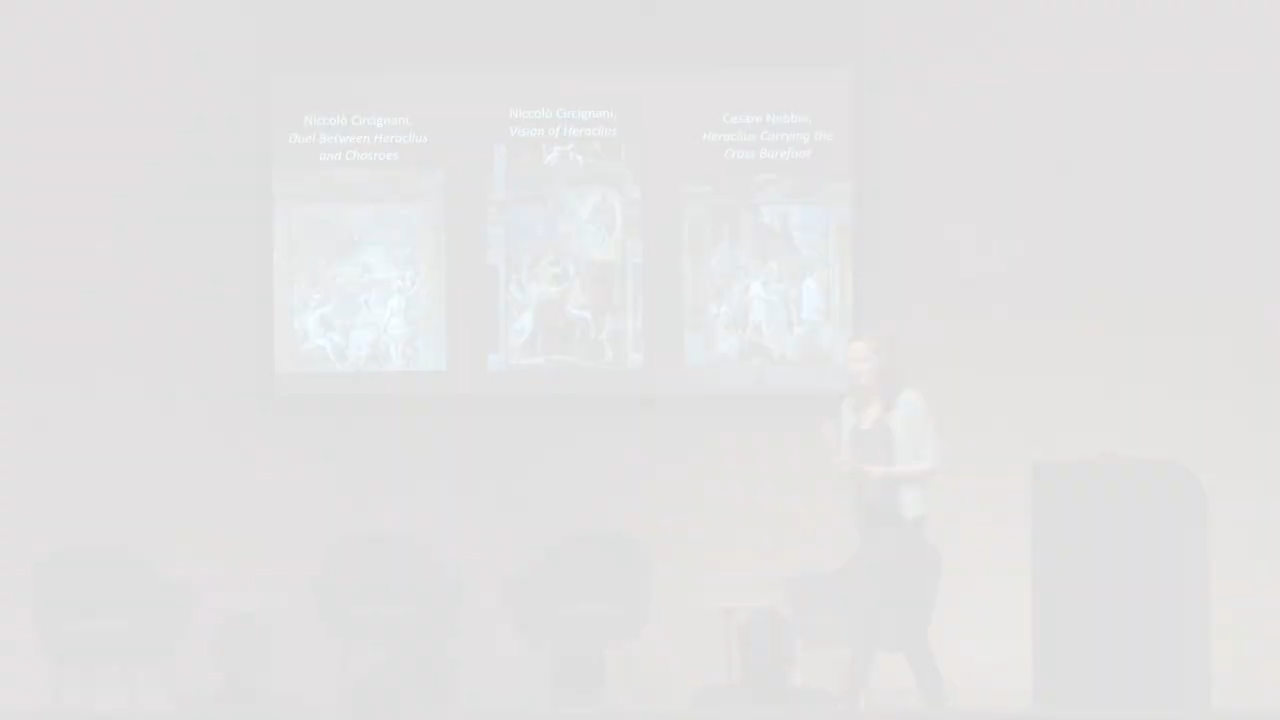 Niccolò Circignani,
Duel Between Heraclius
and Chosroes
Niccolò Circignani,
Vision of Heraclius
Cesare Nebbia,
Heraclius Carrying the
Cross Barefoot